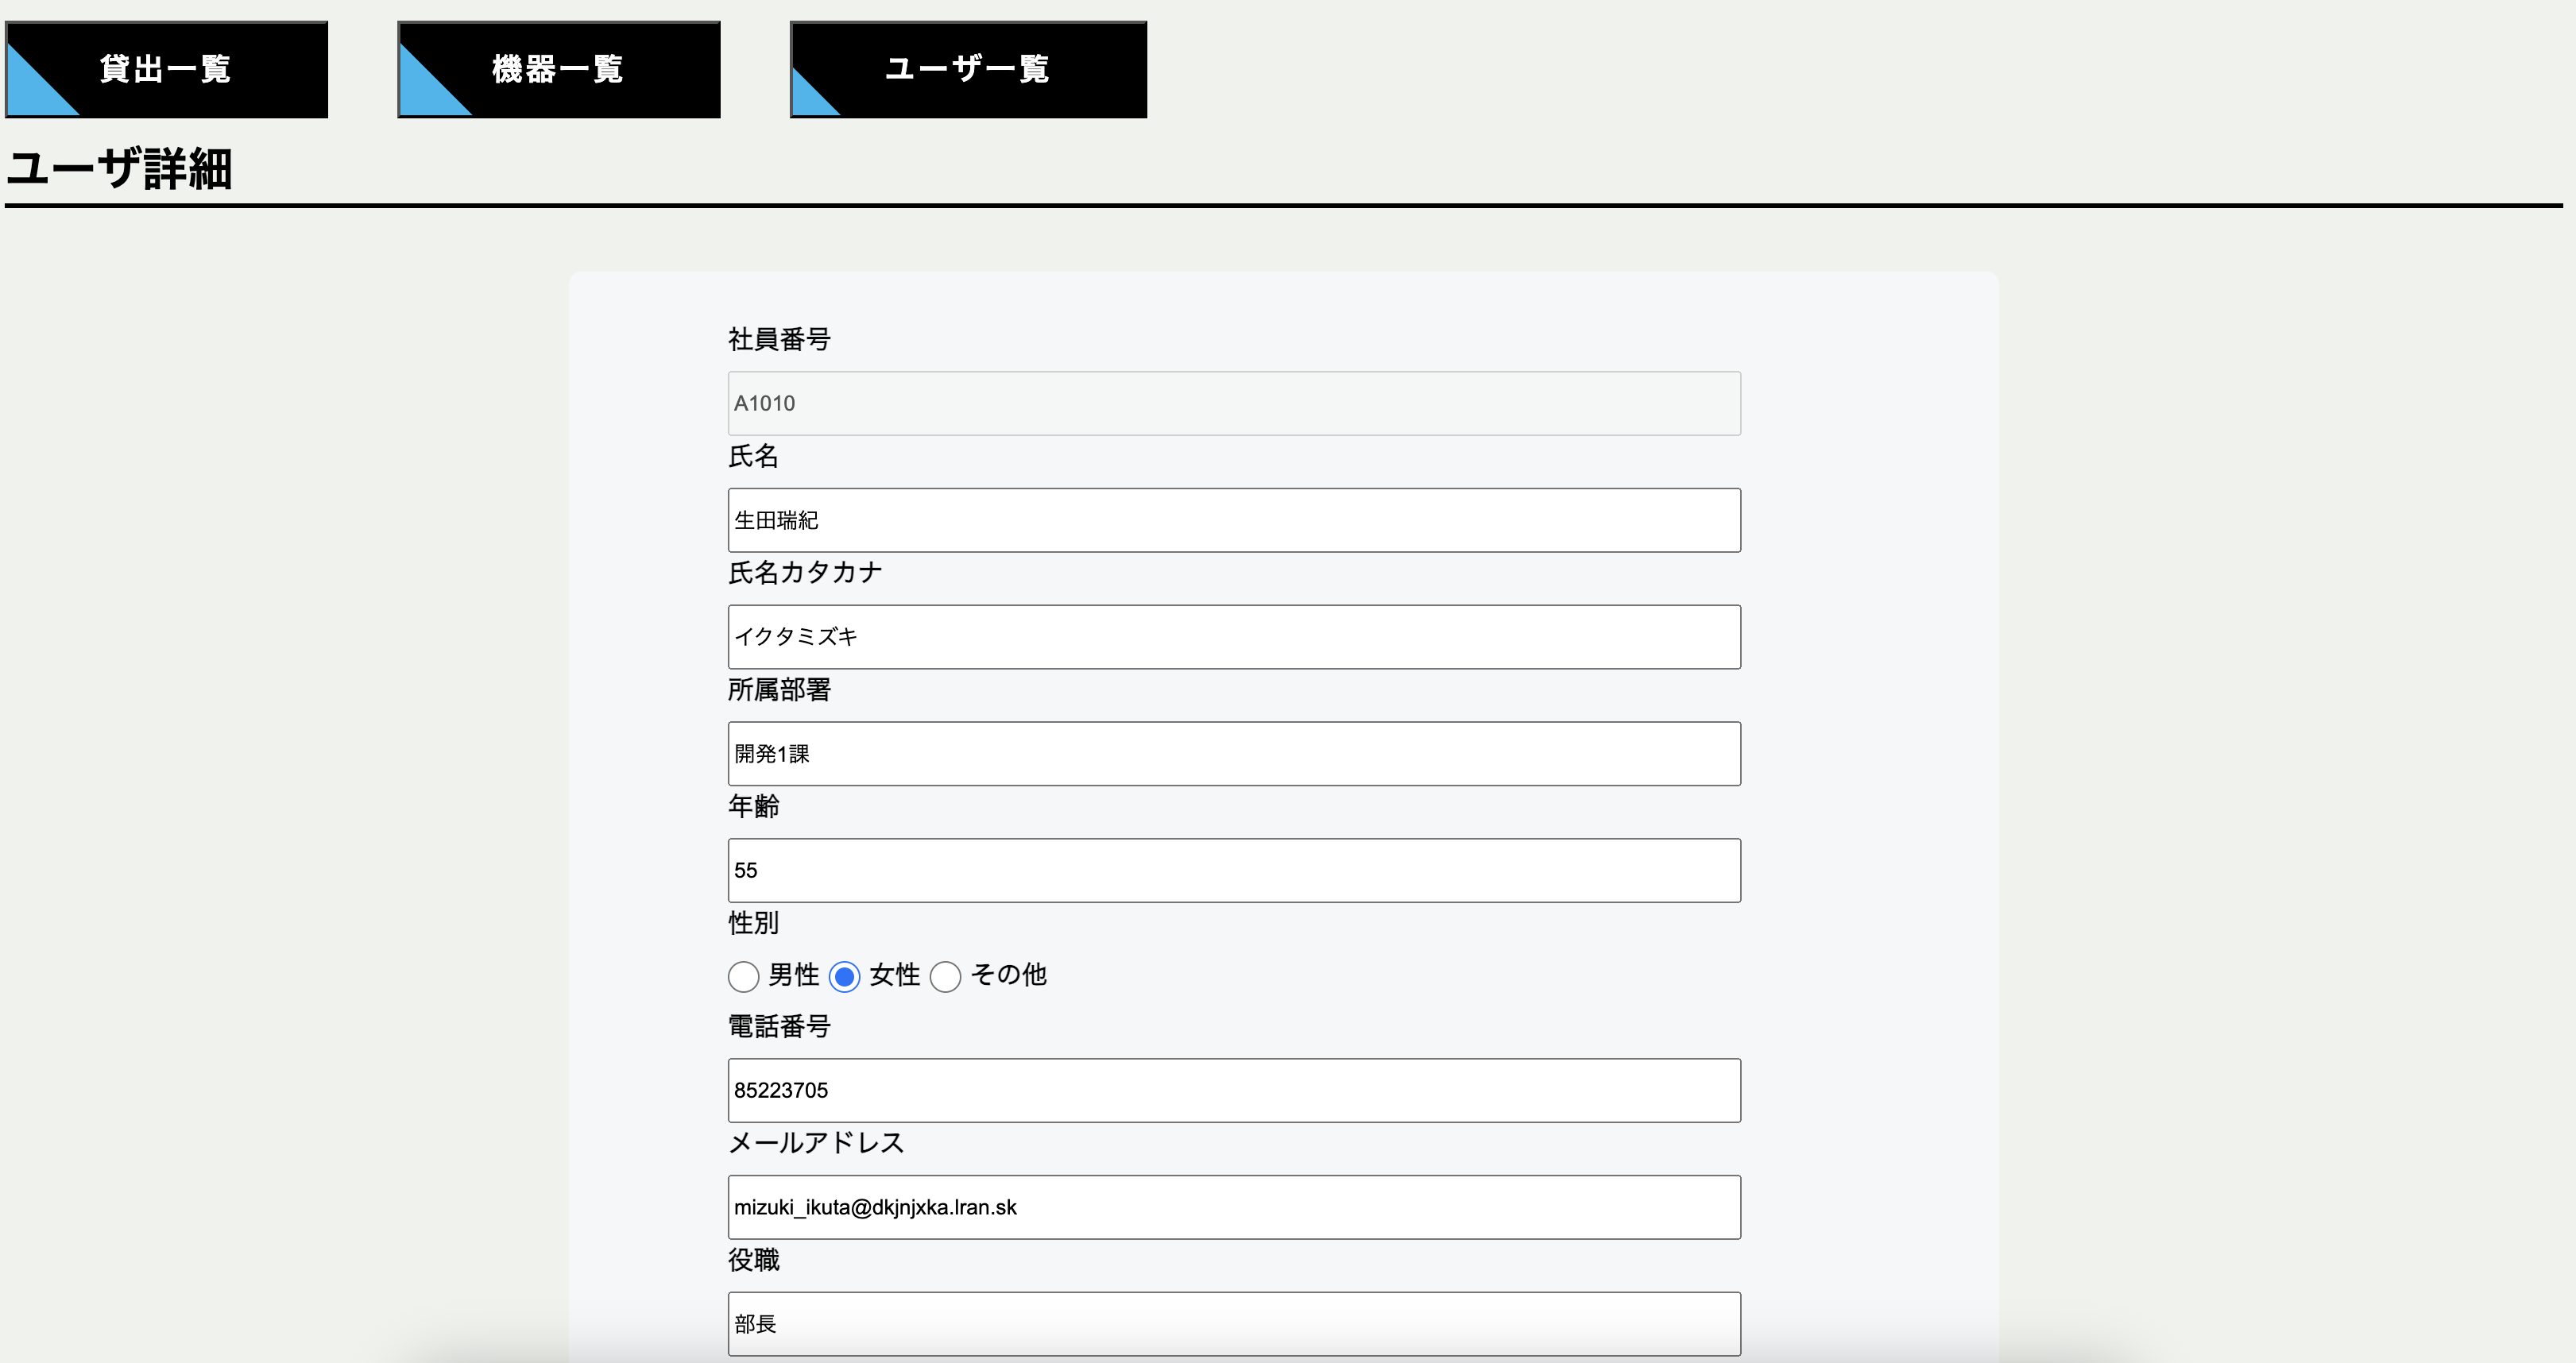 貸出一覧 機器一覧 ユーザ一覧
ユーザ詳細
社員番号
A1010
氏名
生田瑞紀
氏名カタカナ
イクタミズキ
所属部署
開発1課
年齢
55
性別
男性 女性 その他
電話番号
85223705
メールアドレス
mizuki_ikuta@dkjnjxka.lran.sk
役職
部長